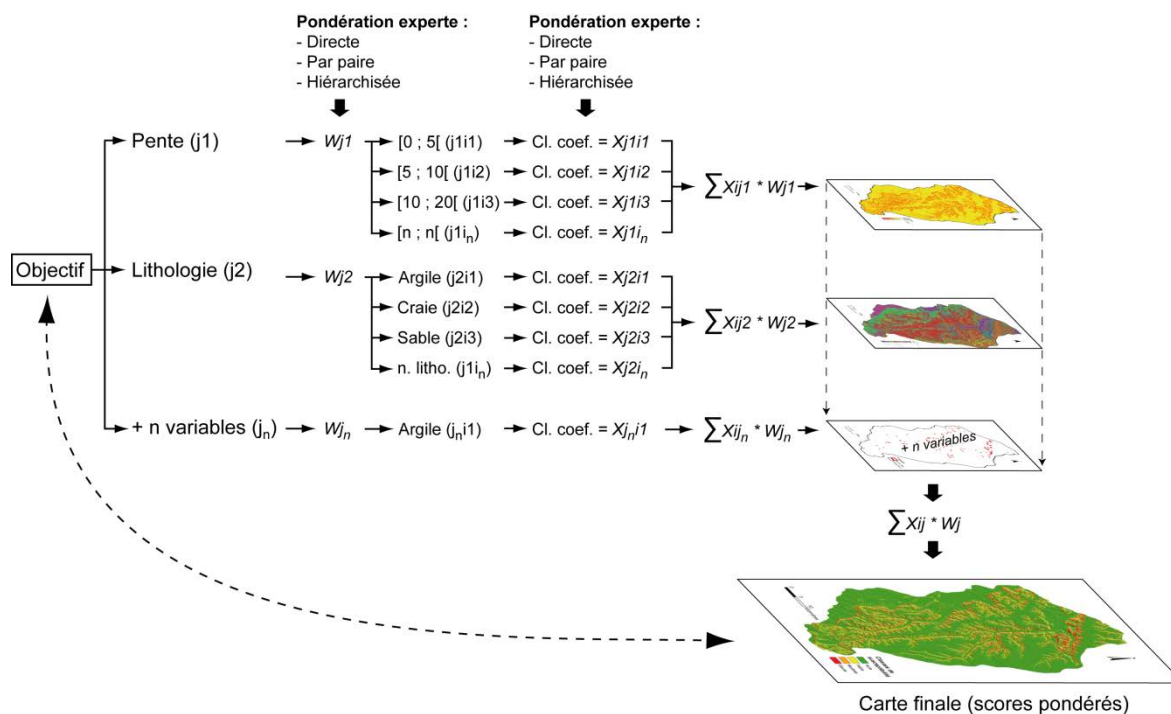 Pondération experte :
- Directe
- Par paire
- Hiérarchisée
Pondération experte :
- Directe
- Par paire
- Hiérarchisée
Objectif
Pente (j1)
Wj1
[0 ; 5[ (j1i1)
Cl. coef. = Xj1i1
[5 ; 10[ (j1i2)
Cl. coef. = Xj1i2
[10 ; 20[ (j1i3)
Cl. coef. = Xj1i3
[n ; n[ (j1iₙ)
Cl. coef. = Xj1iₙ
∑ Xij1 * Wj1
Lithologie (j2)
Wj2
Argile (j2i1)
Cl. coef. = Xj2i1
Craie (j2i2)
Cl. coef. = Xj2i2
Sable (j2i3)
Cl. coef. = Xj2i3
n. litho. (j1iₙ)
Cl. coef. = Xj2iₙ
∑ Xij2 * Wj2
+ n variables (jₙ)
Wjₙ
Argile (jₙi1)
Cl. coef. = Xjₙi1
∑ Xijₙ * Wjₙ
+ n variables
∑ Xij * Wj
Carte finale (scores pondérés)